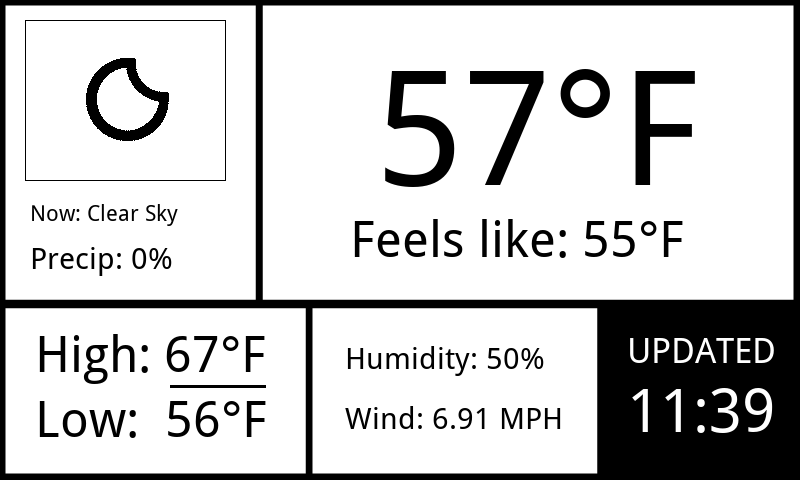 Now: Clear Sky
Precip: 0%
57°F
Feels like: 55°F
High: 67°F
Low: 56°F
Humidity: 50%
Wind: 6.91 MPH
UPDATED
11:39